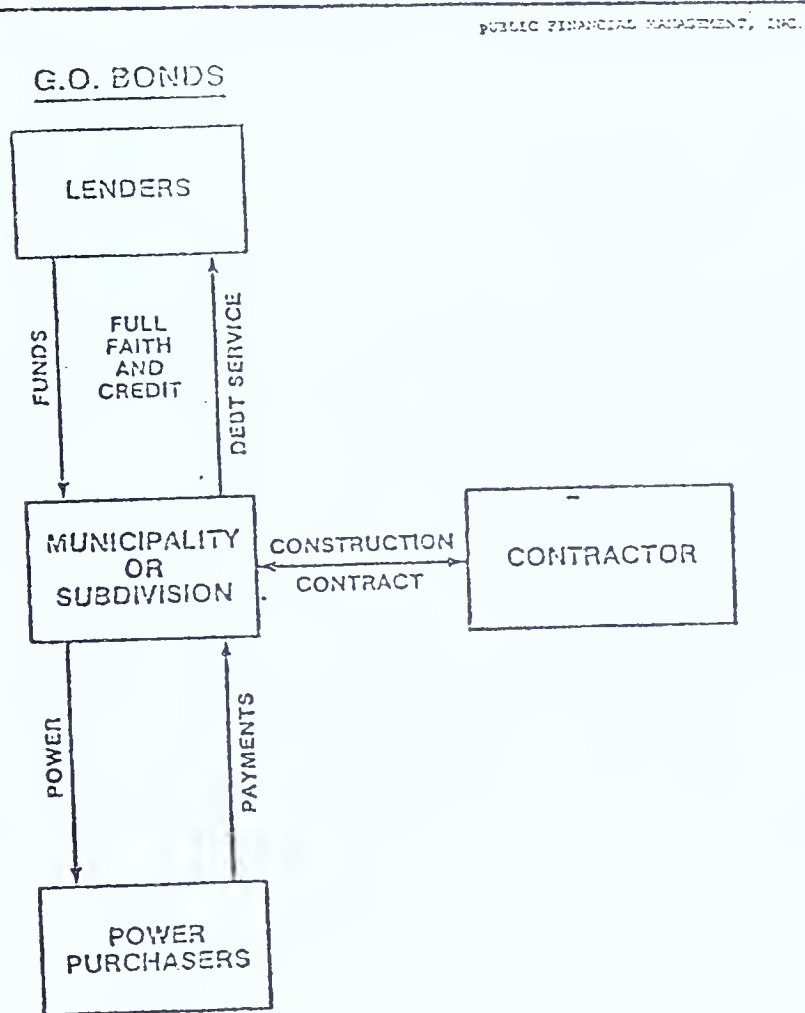 PUBLIC FINANCIAL MANAGEMENT, INC.
G.O. BONDS
LENDERS
FUNDS
FULL
FAITH
AND
CREDIT
DEBT SERVICE
MUNICIPALITY
OR
SUBDIVISION
CONSTRUCTION
CONTRACT
CONTRACTOR
POWER
PAYMENTS
POWER
PURCHASERS